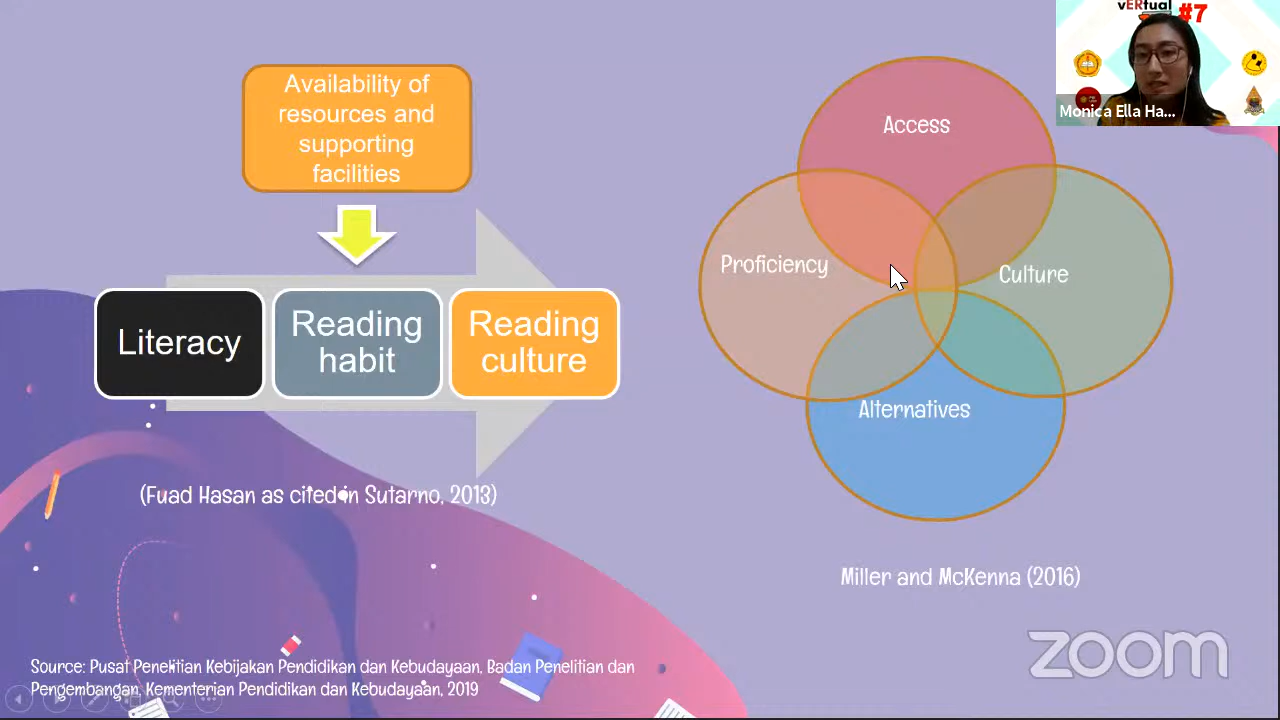 Availability of
resources and
supporting
facilities
Literacy
Reading
habit
Reading
culture
(Fuad Hasan as cited in Sutarno, 2013)
Source: Pusat Penelitian Kebijakan Pendidikan dan Kebudayaan, Badan Penelitian dan
Pengembangan, Kementerian Pendidikan dan Kebudayaan, 2019
Access
Proficiency
Culture
Alternatives
Miller and McKenna (2016)
vERtual
#7
Monica Ella Ha...
zoom